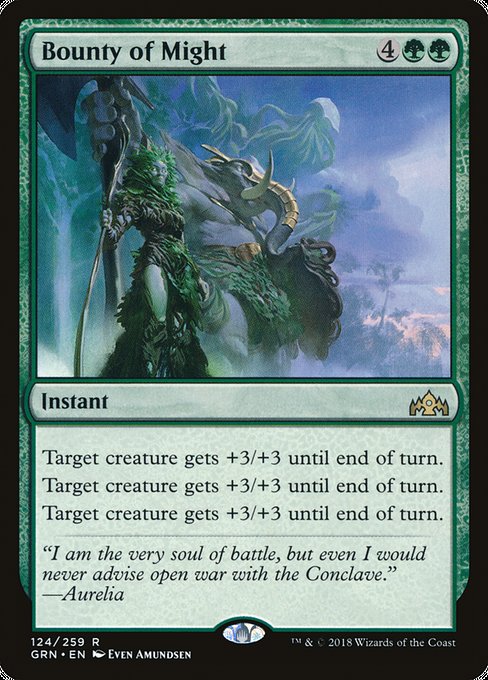 Bounty of Might 4
Instant
Target creature gets +3/+3 until end of turn.
Target creature gets +3/+3 until end of turn.
Target creature gets +3/+3 until end of turn.
“I am the very soul of battle, but even I would
never advise open war with the Conclave.”
—Aurelia
124/259 R
GRN • EN Even Amundsen
™ & © 2018 Wizards of the Coast